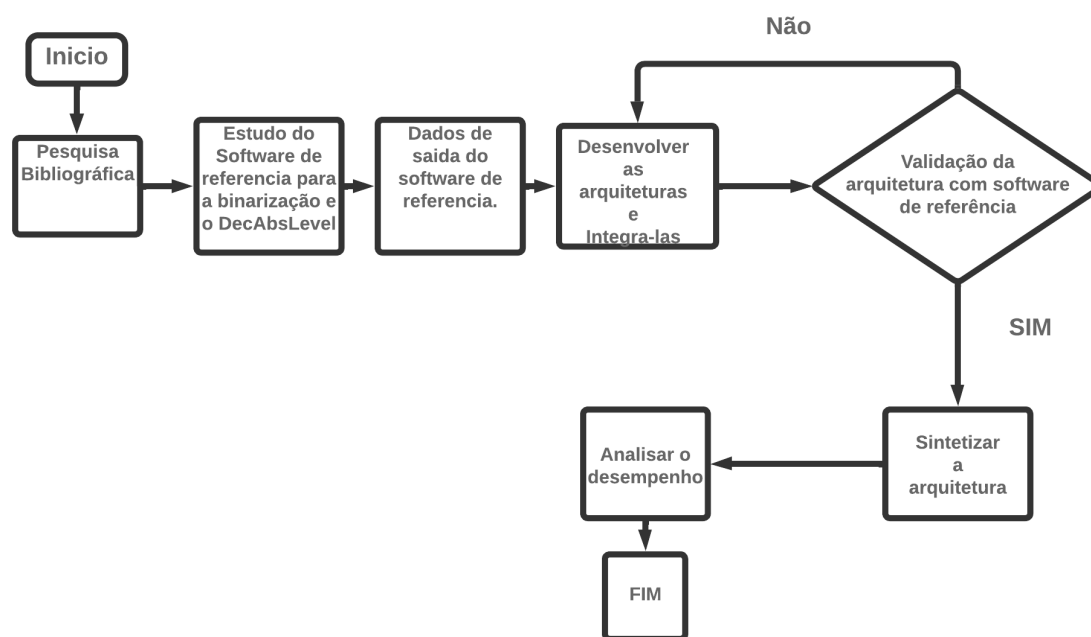 Não
Inicio
Pesquisa
Bibliográfica
Estudo do
Software de
referencia para
a binarização e
o DecAbsLevel
Dados de
saida do
software de
referencia.
Desenvolver
as
arquiteturas
e
Integra-las
Validação da
arquitetura com software
de referência
SIM
Sintetizar
a
arquitetura
Analisar o
desempenho
FIM